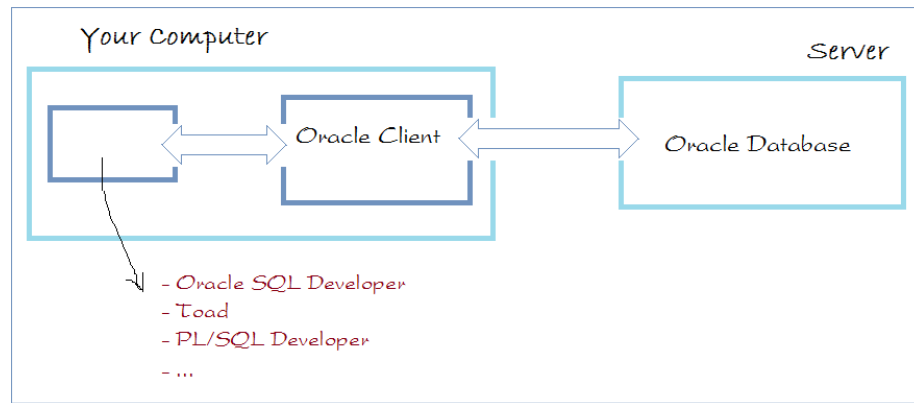 Your Computer
Server
Oracle Client
Oracle Database
- Oracle SQL Developer
- Toad
- PL/SQL Developer
- ...